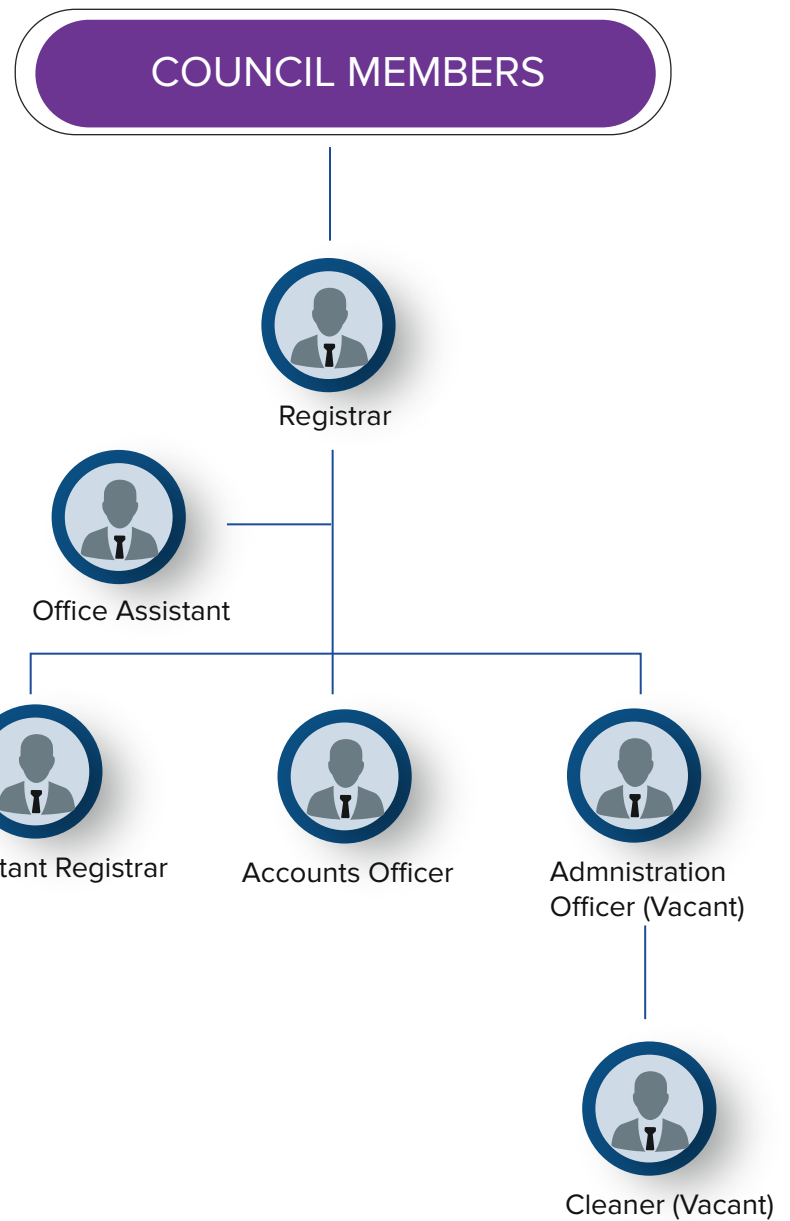 COUNCIL MEMBERS
Registrar
Office Assistant
tant Registrar
Accounts Officer
Admnistration
Officer (Vacant)
Cleaner (Vacant)